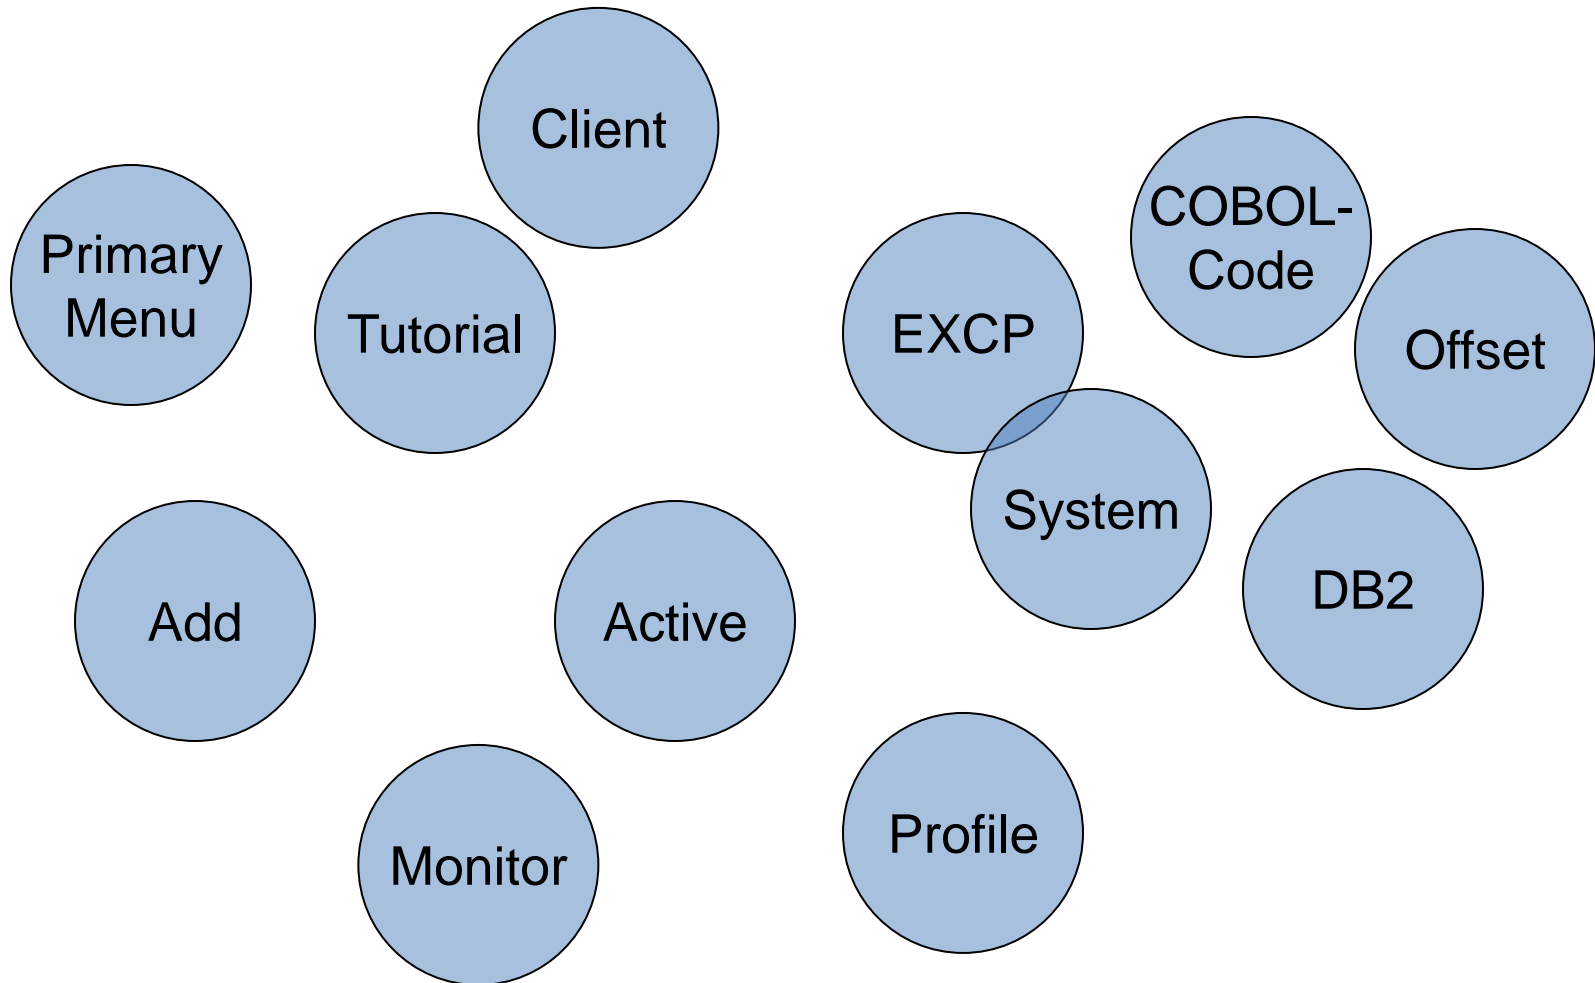 Client
Primary
Menu
Tutorial
EXCP
COBOL-
Code
Offset
System
DB2
Add
Active
Monitor
Profile